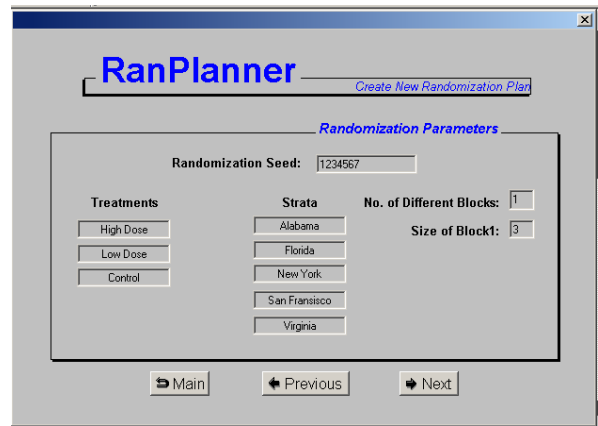 RanPlanner
Create New Randomization Plan
Randomization Parameters
Randomization Seed: 1234567
Treatments
High Dose
Low Dose
Control
Strata
Alabama
Florida
New York
San Fransisco
Virginia
No. of Different Blocks: 1
Size of Block1: 3
Main
Previous
Next